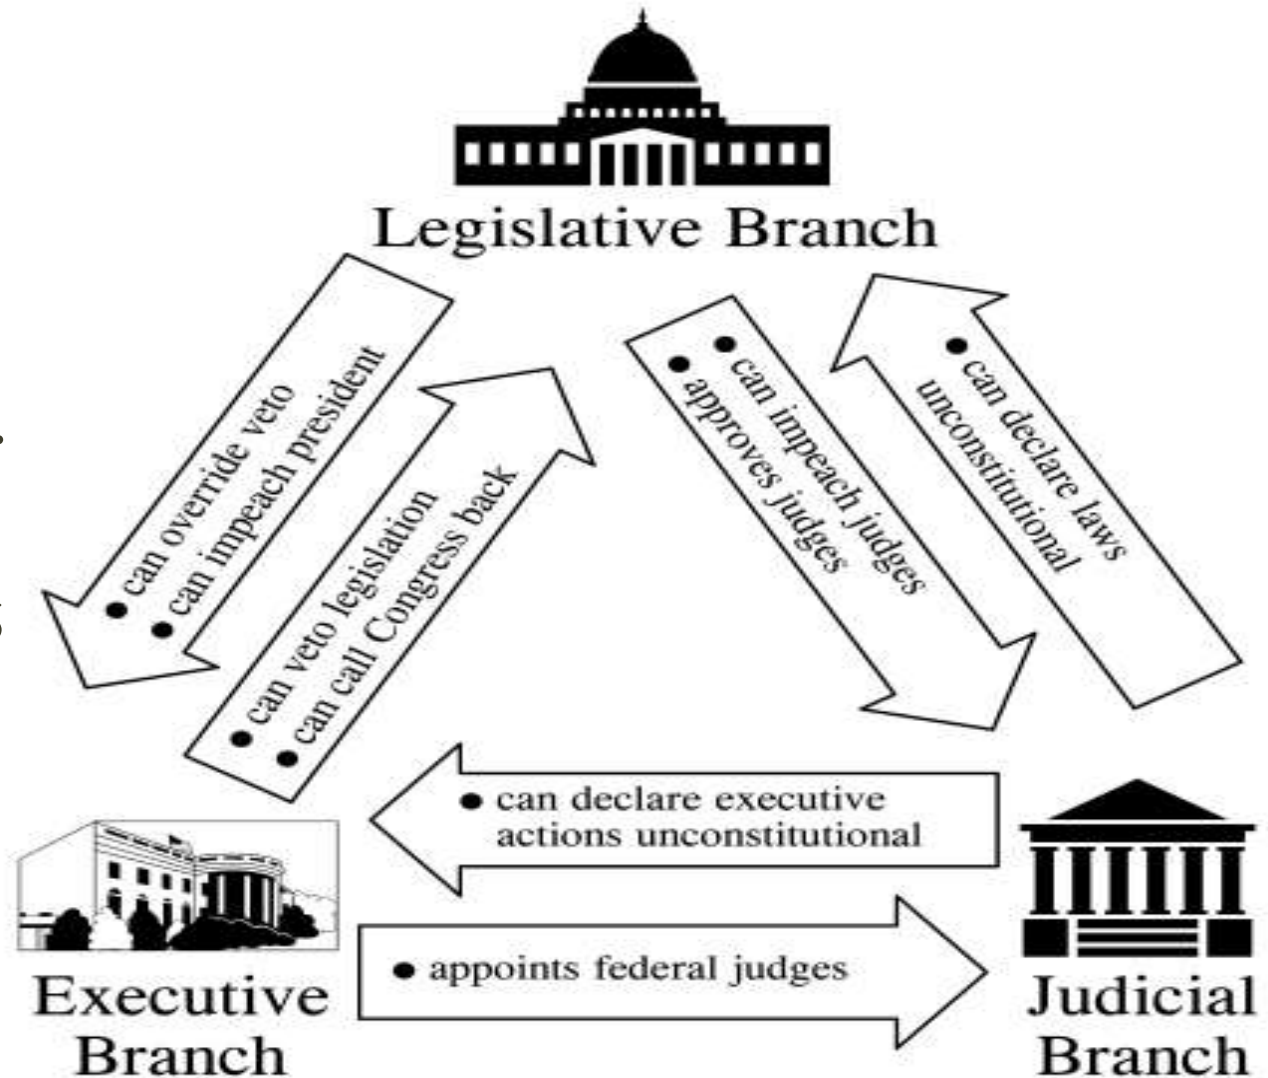 Legislative Branch
• can override veto
• can impeach president
• can veto legislation
• can call Congress back
• can impeach judges
• approves judges
• can declare laws
unconstitutional
• can declare executive
actions unconstitutional
• appoints federal judges
Executive
Branch
Judicial
Branch